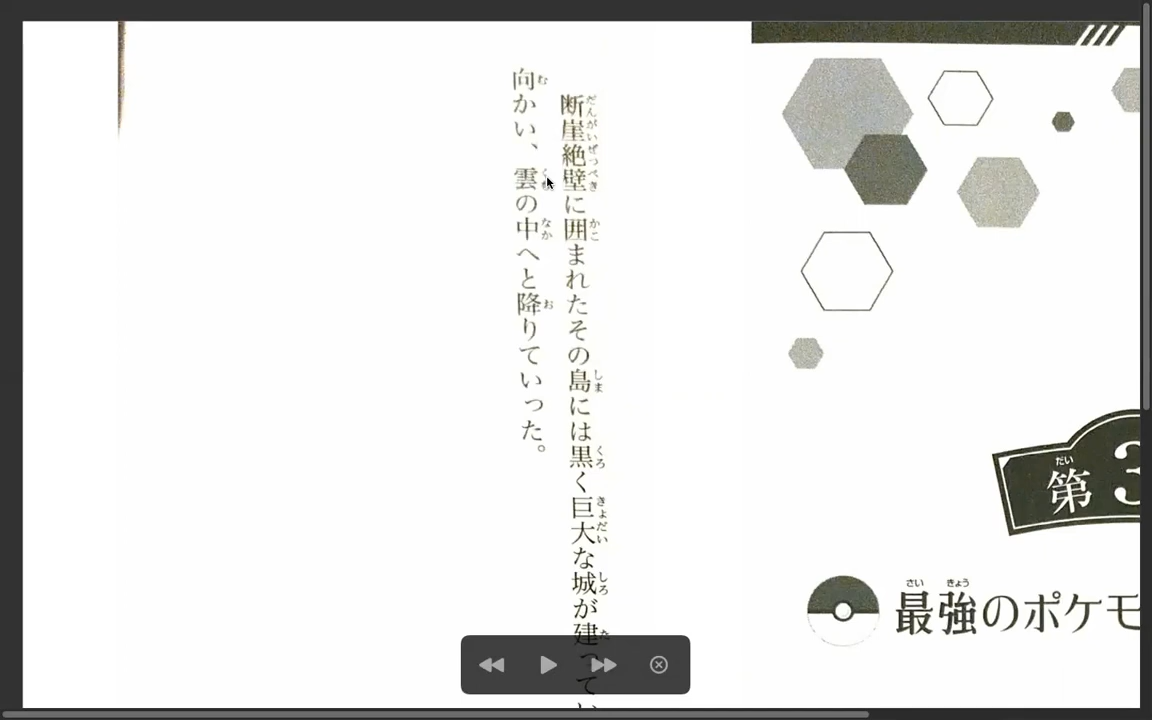 断崖絶壁に囲まれたその島には黒く巨大な城が建ってい
向かい、雲の中へと降りていった。
第3
最強のポケモ